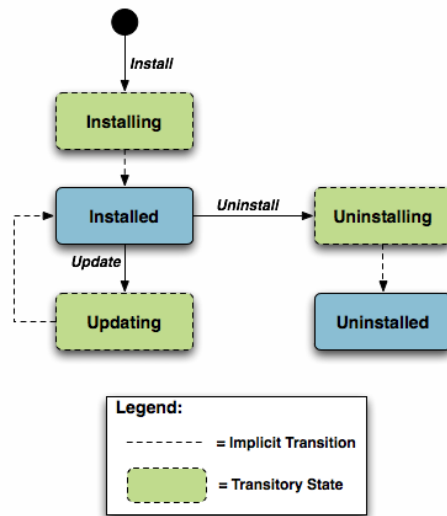 Install
Installing
Installed
Uninstall
Uninstalling
Update
Updating
Uninstalled
Legend:
= Implicit Transition
= Transitory State